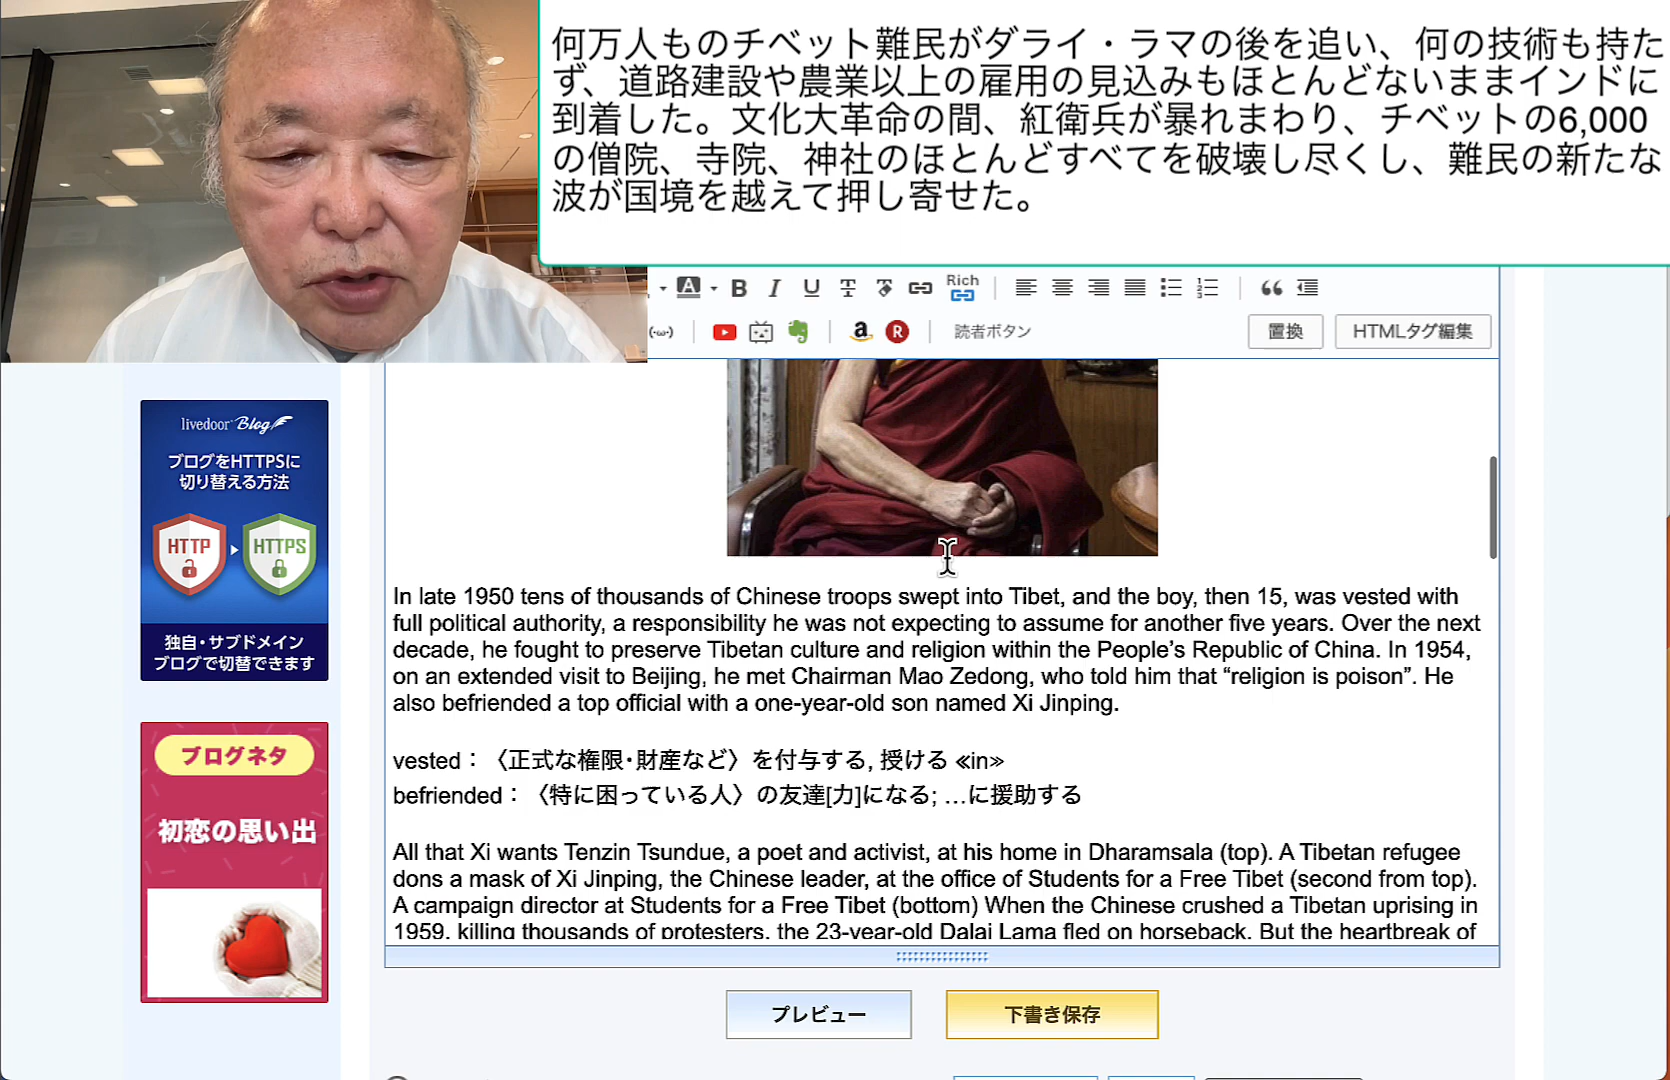 何万人ものチベット難民がダライ・ラマの後を追い、何の技術も持た
ず、道路建設や農業以上の雇用の見込みもほとんどないままインドに
到着した。文化大革命の間、紅衛兵が暴れまわり、チベットの6,000
の僧院、寺院、神社のほとんどすべてを破壊し尽くし、難民の新たな
波が国境を越えて押し寄せた。
A B I U T Rich
(·ω·) a R 読者ボタン 置換 HTMLタグ編集
livedoor Blog
ブログをHTTPSに
切り替える方法
HTTP HTTPS
独自・サブドメイン
ブログで切替できます
ブログネタ
初恋の思い出
In late 1950 tens of thousands of Chinese troops swept into Tibet, and the boy, then 15, was vested with
full political authority, a responsibility he was not expecting to assume for another five years. Over the next
decade, he fought to preserve Tibetan culture and religion within the People’s Republic of China. In 1954,
on an extended visit to Beijing, he met Chairman Mao Zedong, who told him that “religion is poison”. He
also befriended a top official with a one-year-old son named Xi Jinping.
vested：〈正式な権限･財産など〉を付与する, 授ける ≪in≫
befriended：〈特に困っている人〉の友達[力]になる; …に援助する
All that Xi wants Tenzin Tsundue, a poet and activist, at his home in Dharamsala (top). A Tibetan refugee
dons a mask of Xi Jinping, the Chinese leader, at the office of Students for a Free Tibet (second from top).
A campaign director at Students for a Free Tibet (bottom) When the Chinese crushed a Tibetan uprising in
1959, killing thousands of protesters, the 23-year-old Dalai Lama fled on horseback. But the heartbreak of
プレビュー
下書き保存